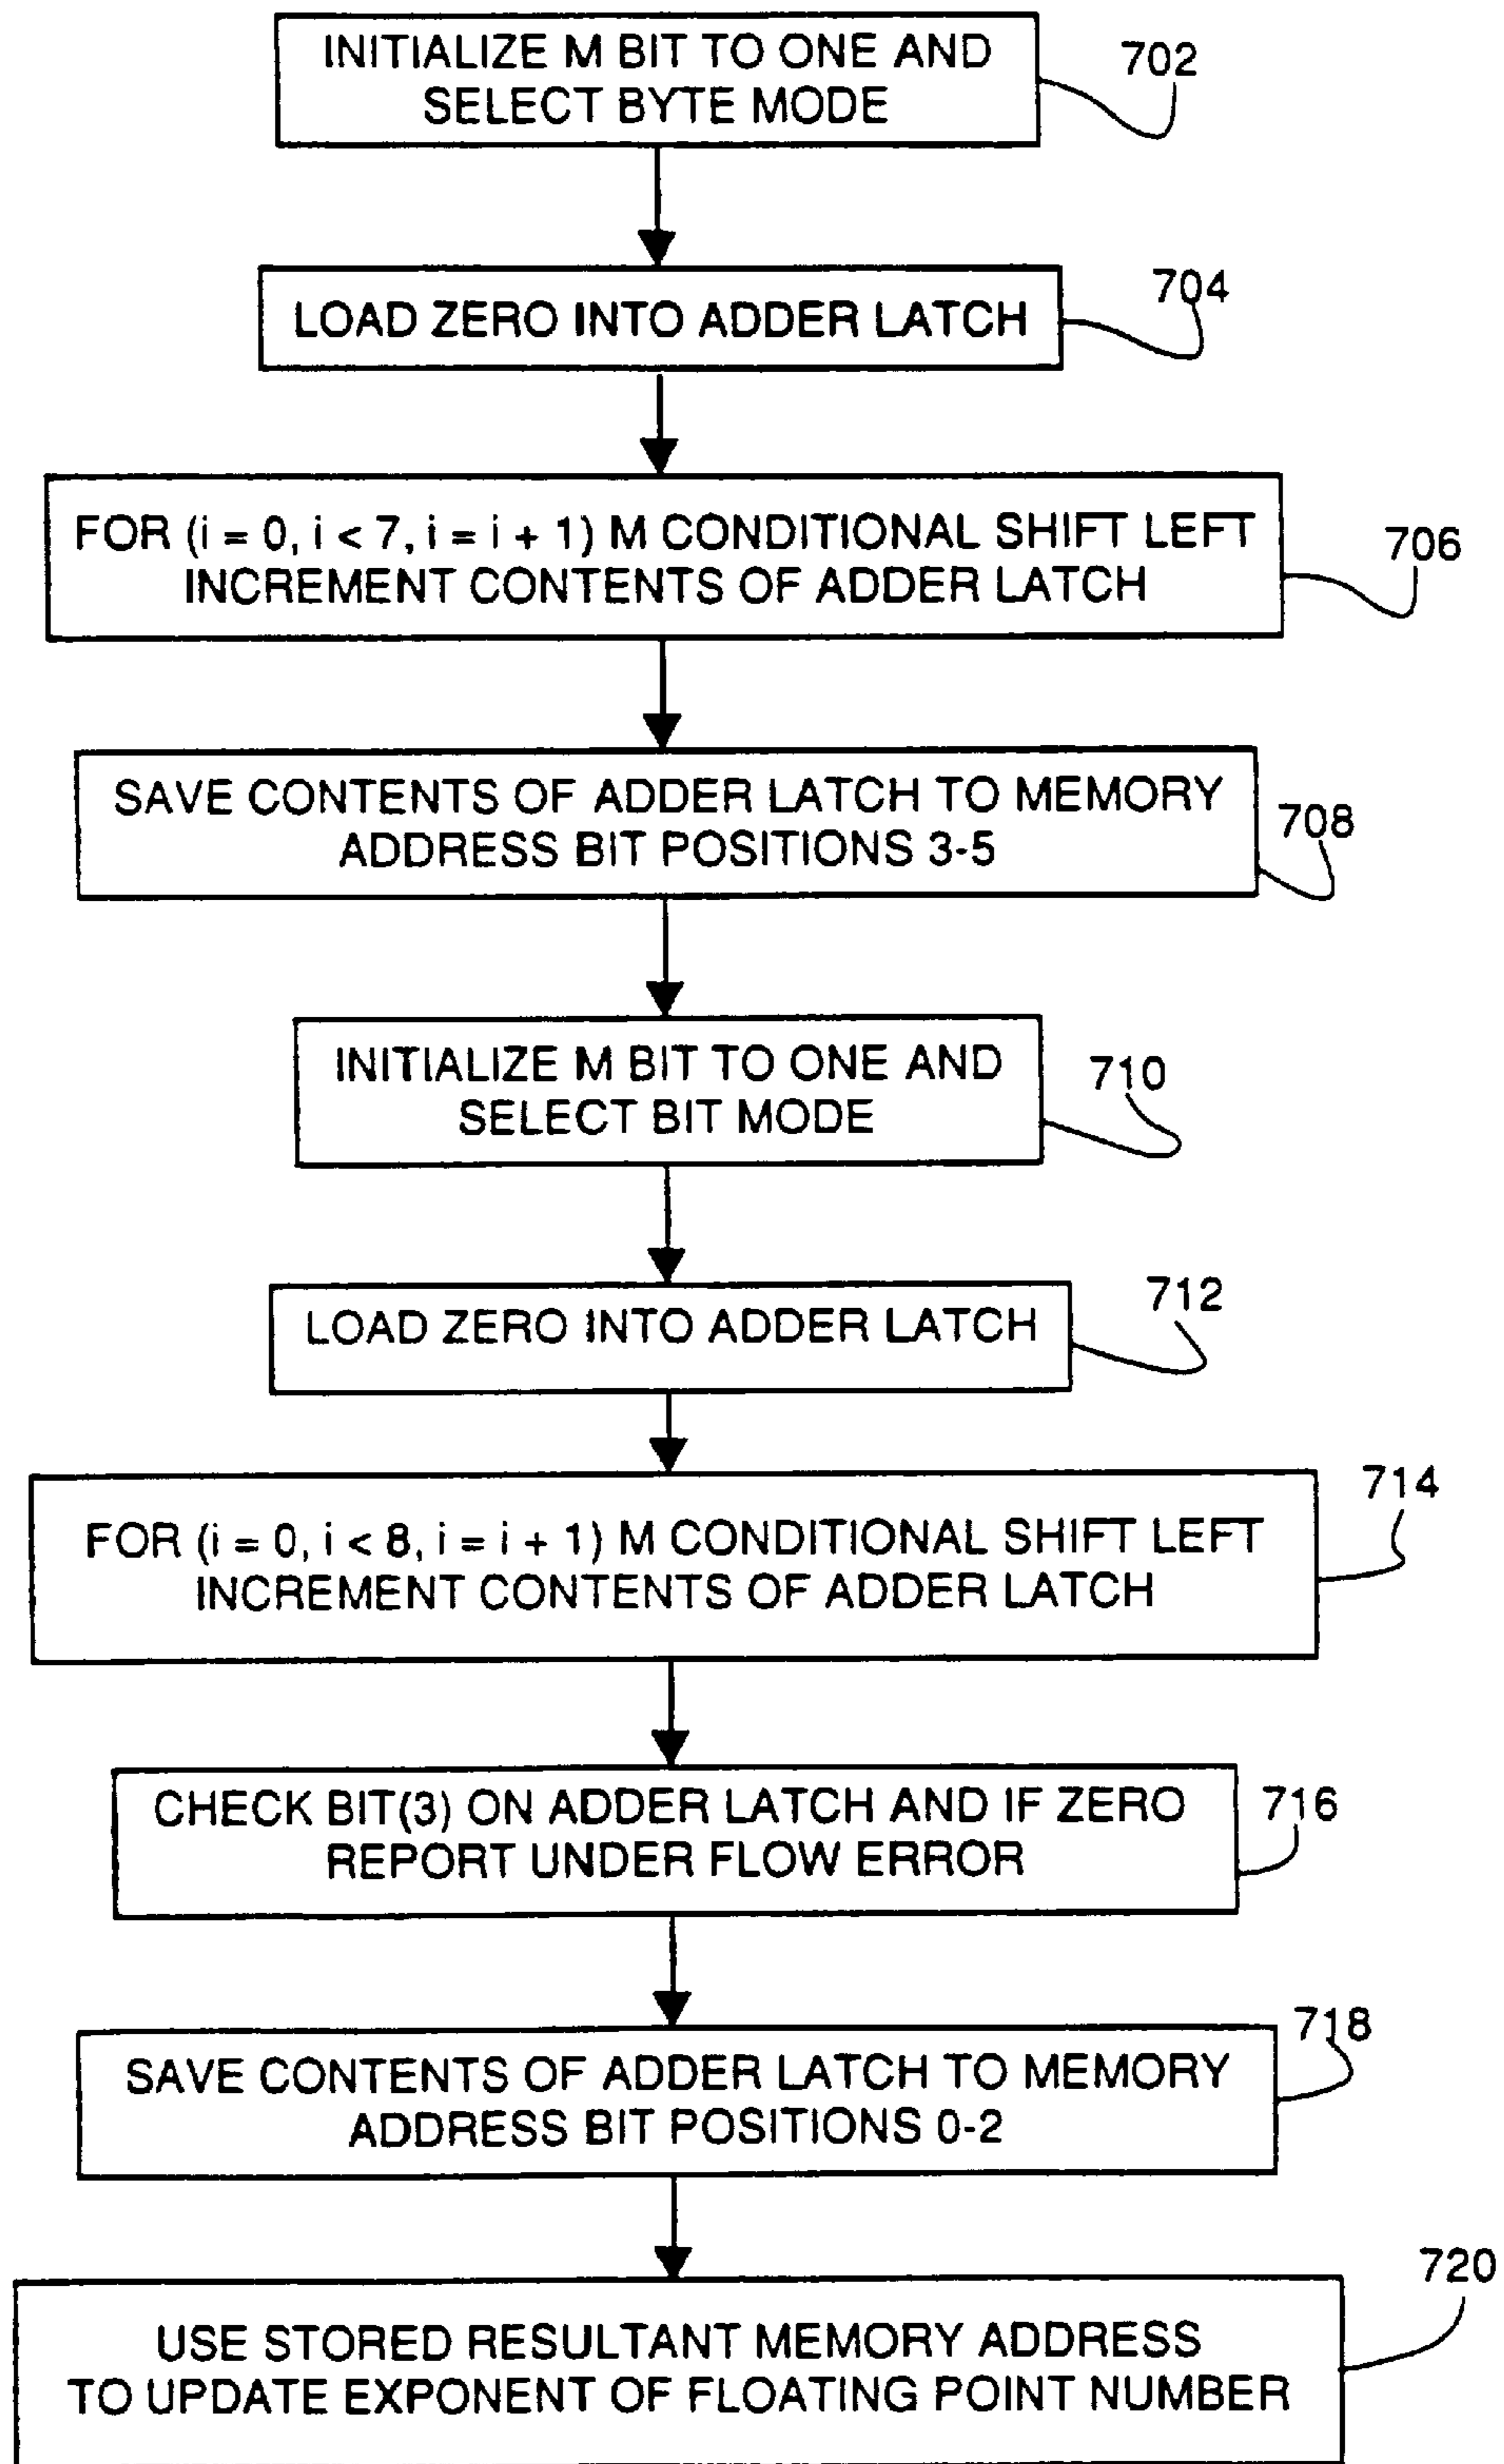 INITIALIZE M BIT TO ONE AND
SELECT BYTE MODE
702
LOAD ZERO INTO ADDER LATCH
704
FOR (i = 0, i < 7, i = i + 1) M CONDITIONAL SHIFT LEFT
INCREMENT CONTENTS OF ADDER LATCH
706
SAVE CONTENTS OF ADDER LATCH TO MEMORY
ADDRESS BIT POSITIONS 3-5
708
INITIALIZE M BIT TO ONE AND
SELECT BIT MODE
710
LOAD ZERO INTO ADDER LATCH
712
FOR (i = 0, i < 8, i = i + 1) M CONDITIONAL SHIFT LEFT
INCREMENT CONTENTS OF ADDER LATCH
714
CHECK BIT(3) ON ADDER LATCH AND IF ZERO
REPORT UNDER FLOW ERROR
716
SAVE CONTENTS OF ADDER LATCH TO MEMORY
ADDRESS BIT POSITIONS 0-2
718
USE STORED RESULTANT MEMORY ADDRESS
TO UPDATE EXPONENT OF FLOATING POINT NUMBER
720